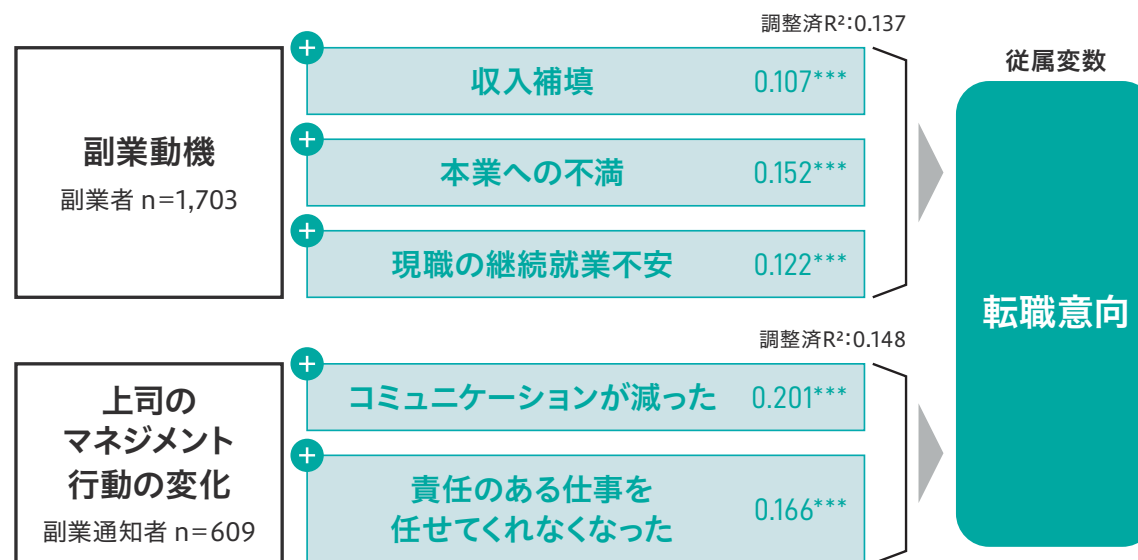 調整済R²:0.137
副業動機
副業者 n=1,703
+
収入補填 0.107***
+
本業への不満 0.152***
+
現職の継続就業不安 0.122***
従属変数
転職意向
調整済R²:0.148
上司の
マネジメント
行動の変化
副業通知者 n=609
+
コミュニケーションが減った 0.201***
+
責任のある仕事を
任せてくれなくなった 0.166***